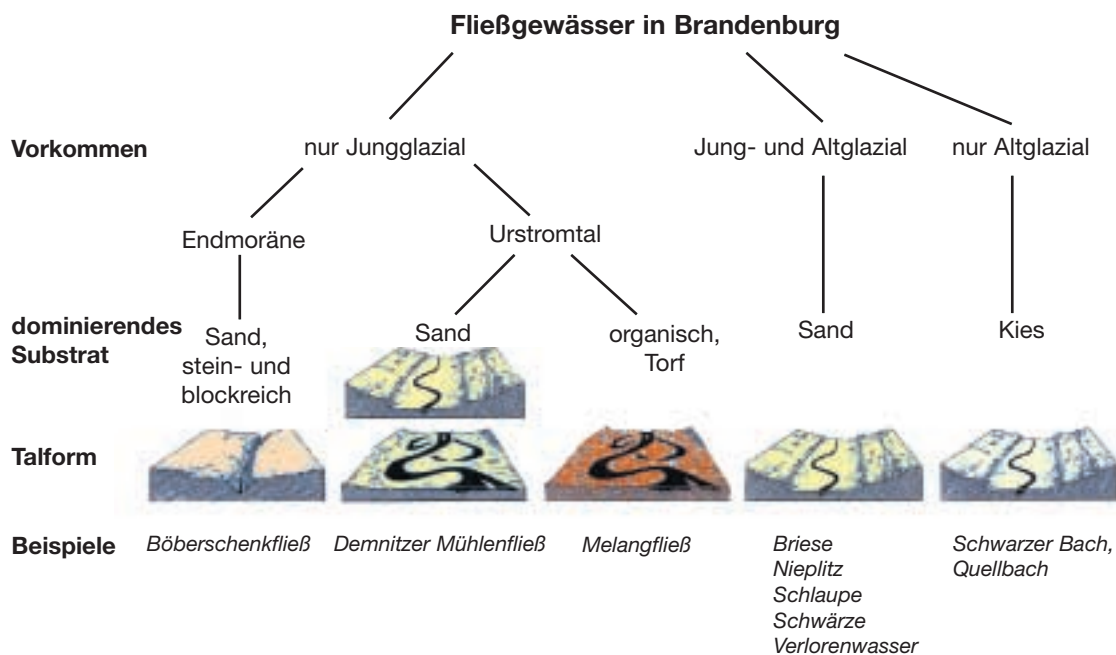 Fließgewässer in Brandenburg
Vorkommen
nur Jungglazial
Jung- und Altglazial
nur Altglazial
Endmoräne
Urstromtal
dominierendes
Substrat
Sand,
stein- und
blockreich
Sand
organisch,
Torf
Sand
Kies
Talform
Beispiele
Böberschenkfließ
Demnitzer Mühlenfließ
Melangfließ
Briese
Nieplitz
Schlaupe
Schwärze
Verlorenwasser
Schwarzer Bach,
Quellbach